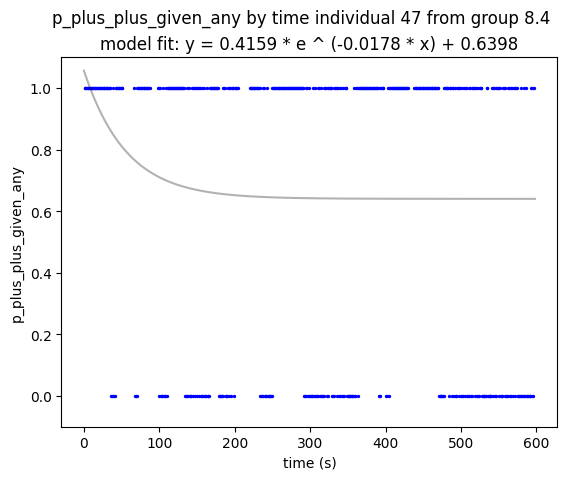 p_plus_plus_given_any by time individual 47 from group 8.4
model fit: y = 0.4159 * e ^ (-0.0178 * x) + 0.6398
1.0
0.8
0.6
0.4
0.2
0.0
p_plus_plus_given_any
0 100 200 300 400 500 600
time (s)